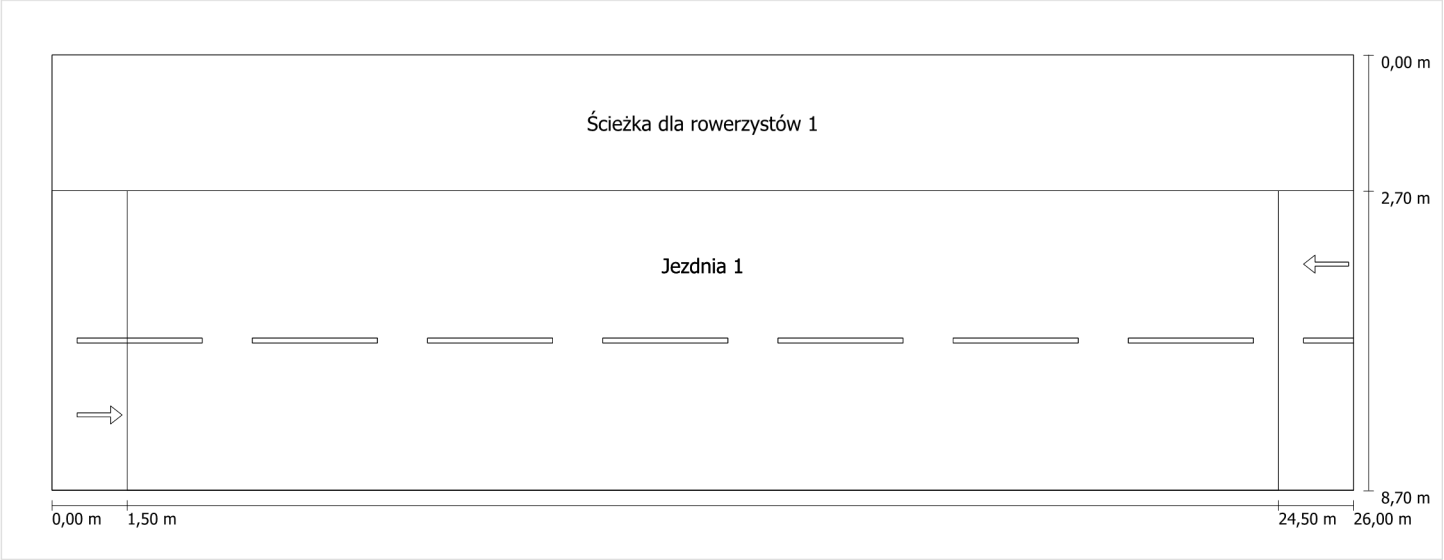 0,00 m
Ścieżka dla rowerzystów 1
2,70 m
Jezdnia 1
8,70 m
0,00 m
1,50 m
24,50 m
26,00 m